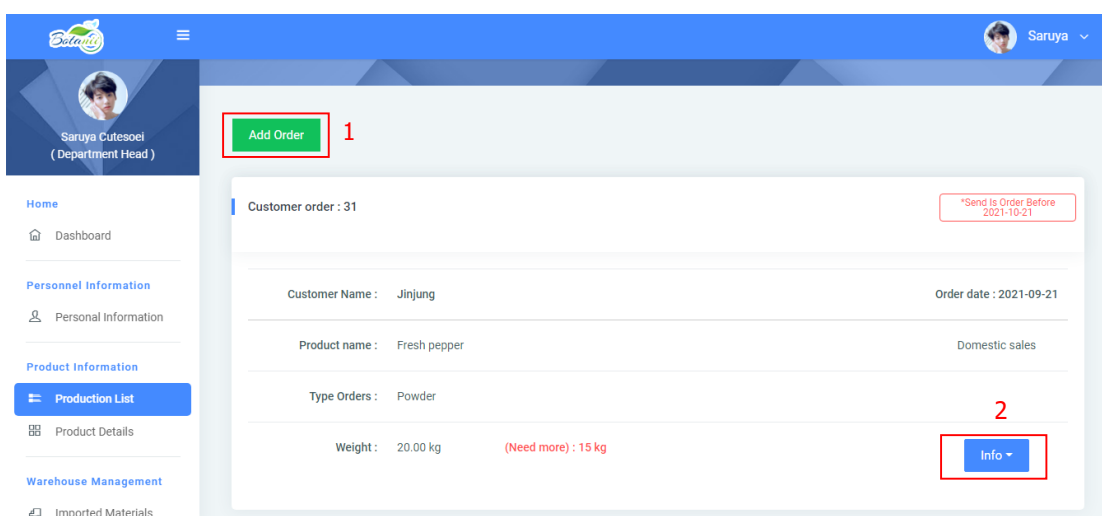 Botanic
Saruya
Saruya Cutesoei
( Department Head )
Add Order
1
Home
Dashboard
Personnel Information
Personal Information
Product Information
Production List
Product Details
Warehouse Management
Imported Materials
Customer order : 31
*Send Is Order Before
2021-10-21
Customer Name : Jinjung
Order date : 2021-09-21
Product name : Fresh pepper
Domestic sales
Type Orders : Powder
2
Weight : 20.00 kg (Need more) : 15 kg
Info